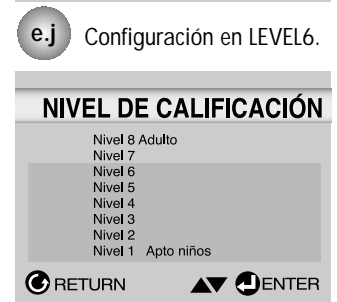 e.j Configuración en LEVEL6.
NIVEL DE CALIFICACIÓN
Nivel 8 Adulto
Nivel 7
Nivel 6
Nivel 5
Nivel 4
Nivel 3
Nivel 2
Nivel 1 Apto niños
RETURN ENTER